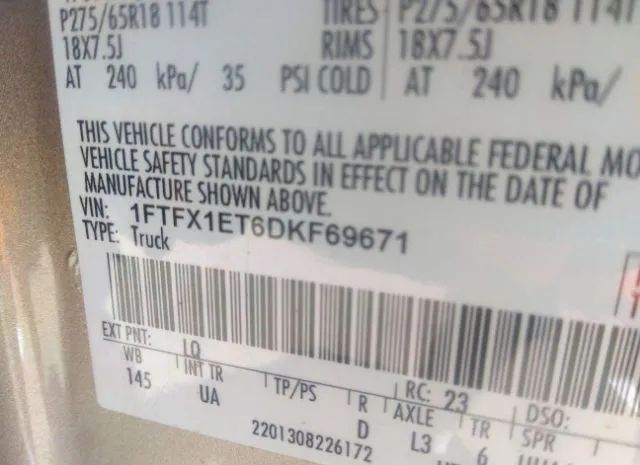 P275/65R18 114T TIRES P275/65R18 114T
18X7.5J RIMS 18X7.5J
AT 240 kPa/ 35 PSI COLD AT 240 kPa/
THIS VEHICLE CONFORMS TO ALL APPLICABLE FEDERAL MO
VEHICLE SAFETY STANDARDS IN EFFECT ON THE DATE OF
MANUFACTURE SHOWN ABOVE.
VIN: 1FTFX1ET6DKF69671
TYPE: Truck
EXT PNT: LQ RC: 23 DSO:
WB INT TR TP/PS R AXLE TR SPR
145 UA D L3 6
2201308226172